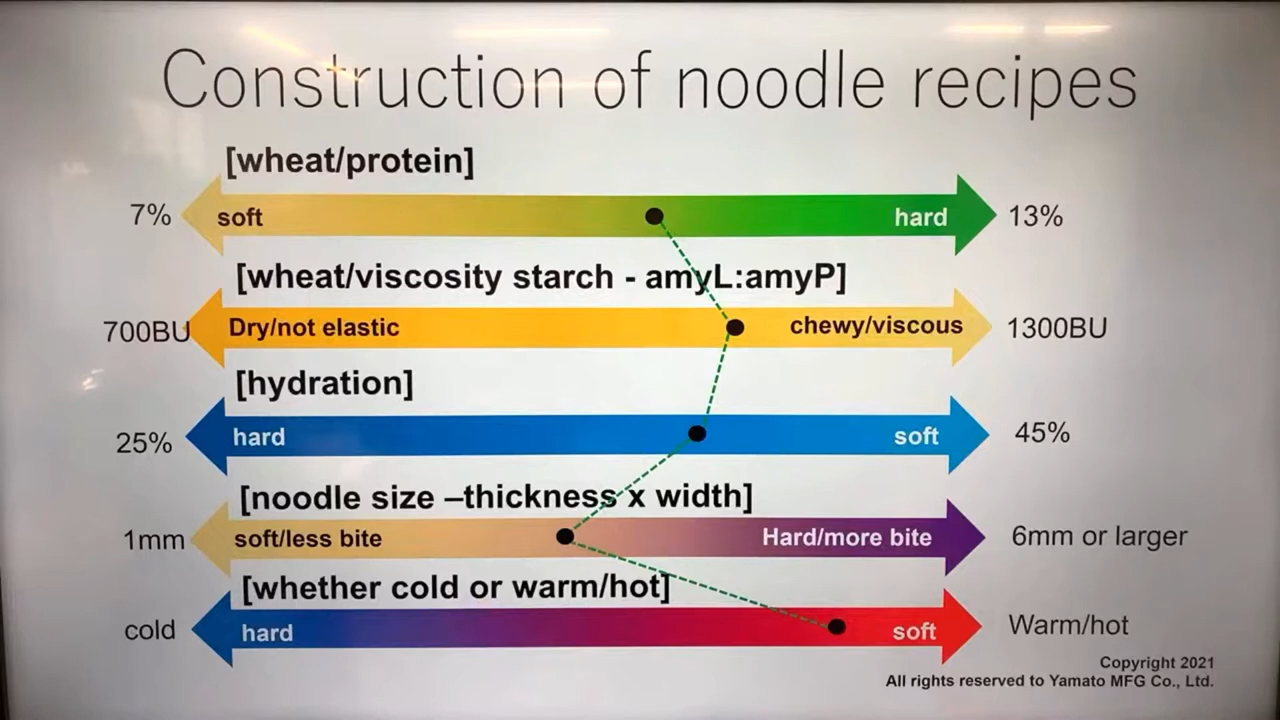 Construction of noodle recipes
[wheat/protein]
7% soft hard 13%
[wheat/viscosity starch - amyL:amyP]
700BU Dry/not elastic chewy/viscous 1300BU
[hydration]
25% hard soft 45%
[noodle size –thickness x width]
1mm soft/less bite Hard/more bite 6mm or larger
[whether cold or warm/hot]
cold hard soft Warm/hot
Copyright 2021
All rights reserved to Yamato MFG Co., Ltd.